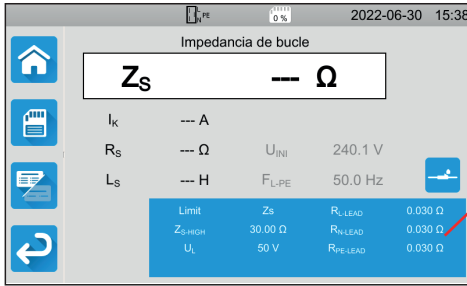 L N PE 0 % 2022-06-30 15:38
Impedancia de bucle
ZS --- Ω
IK --- A
RS --- Ω UINI 240.1 V
LS --- H FL-PE 50.0 Hz
Limit Zs RL-LEAD 0.030 Ω
ZS-HIGH 30.00 Ω RN-LEAD 0.030 Ω
UL 50 V RPE-LEAD 0.030 Ω